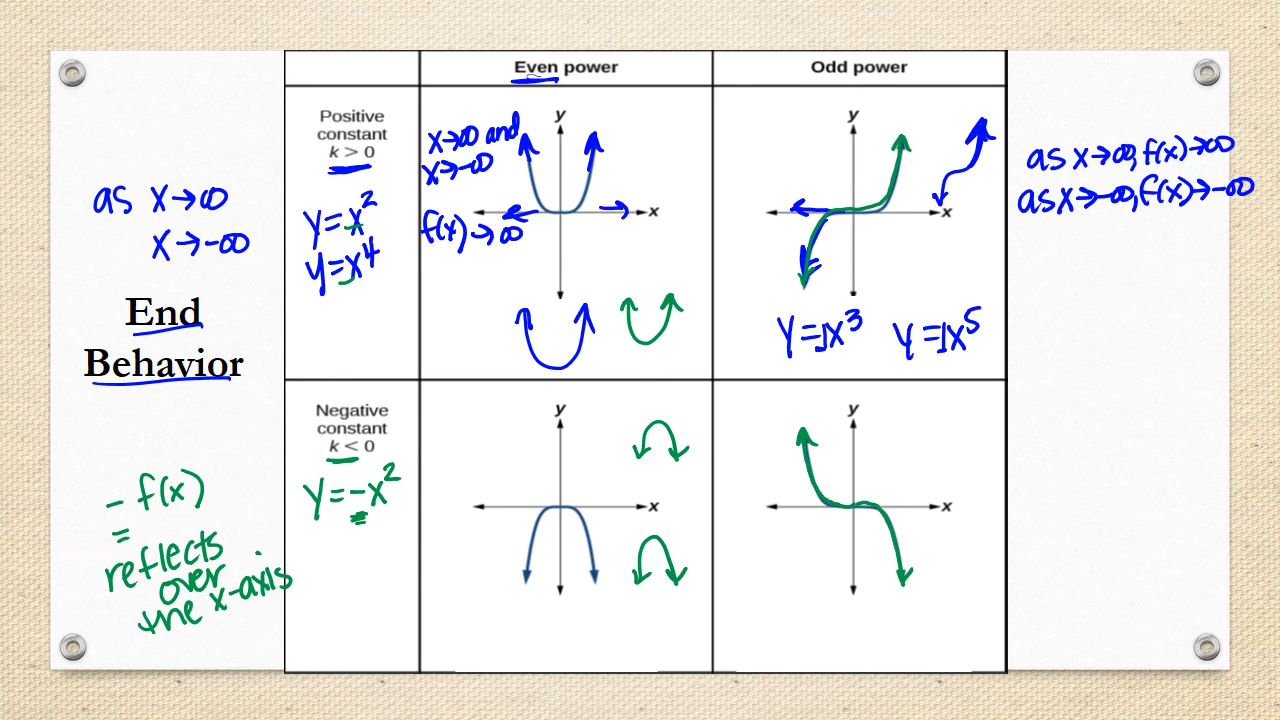 Even power
Odd power
Positive
constant
k > 0
y = x²
y = x⁴
y
x→∞ and
x→-∞
x
f(x)→∞
y
x
y = 1x³
y = 1x⁵
as x→∞, f(x)→∞
as x→-∞, f(x)→-∞
as x→∞
x→-∞
End
Behavior
Negative
constant
k < 0
y = -x²
y
x
y
x
- f(x)
=
reflects
over
the x-axis